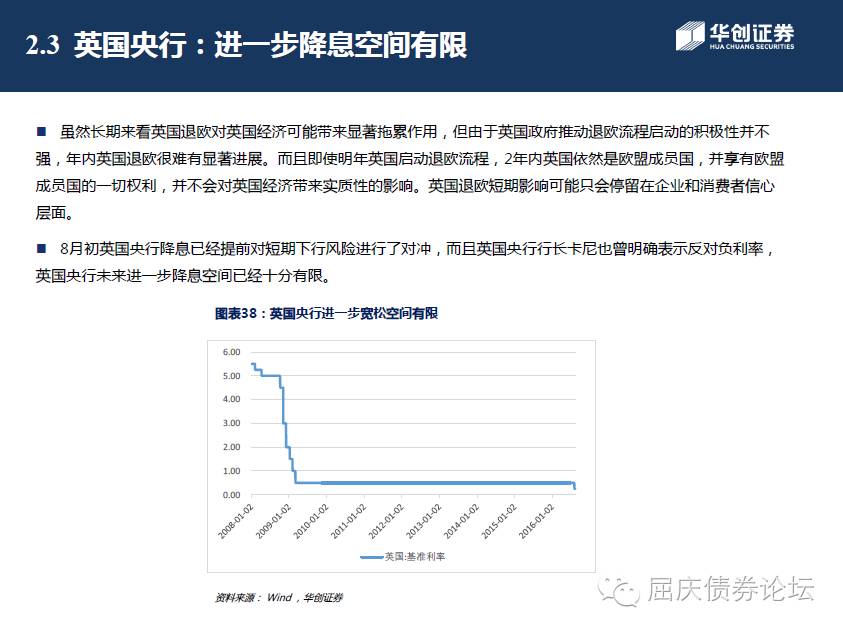 2.3 英国央行：进一步降息空间有限
华创证券
HUA CHUANG SECURITIES
■ 虽然长期来看英国退欧对英国经济可能带来显著拖累作用，但由于英国政府推动退欧流程启动的积极性并不
强，年内英国退欧很难有显著进展。而且即使明年英国启动退欧流程，2年内英国依然是欧盟成员国，并享有欧盟
成员国的一切权利，并不会对英国经济带来实质性的影响。英国退欧短期影响可能只会停留在企业和消费者信心
层面。
■ 8月初英国央行降息已经提前对短期下行风险进行了对冲，而且英国央行行长卡尼也曾明确表示反对负利率，
英国央行未来进一步降息空间已经十分有限。
图表38：英国央行进一步宽松空间有限
6.00
5.00
4.00
3.00
2.00
1.00
0.00
2008-01-02
2009-01-02
2010-01-02
2011-01-02
2012-01-02
2013-01-02
2014-01-02
2015-01-02
2016-01-02
英国:基准利率
资料来源： Wind，华创证券
屈庆债券论坛